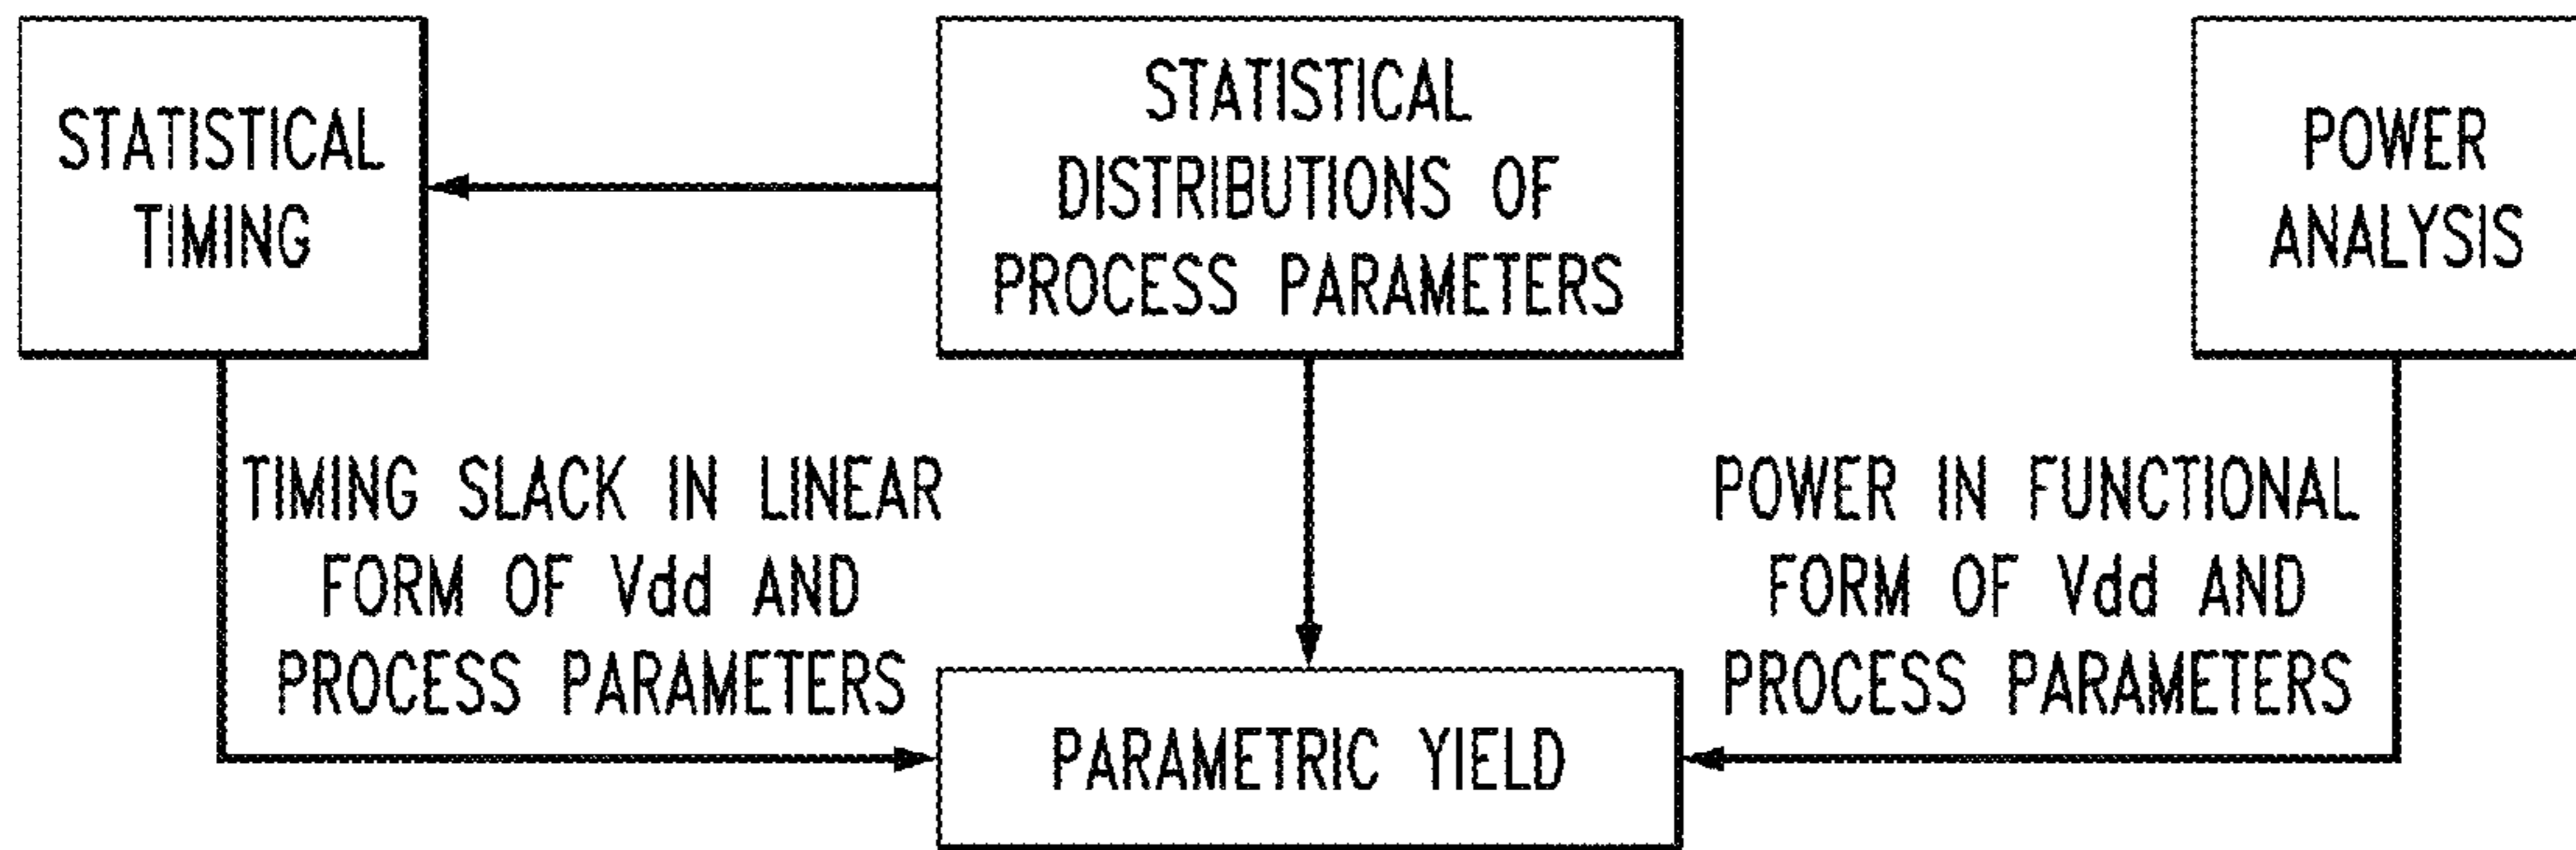 STATISTICAL
TIMING
STATISTICAL
DISTRIBUTIONS OF
PROCESS PARAMETERS
POWER
ANALYSIS
TIMING SLACK IN LINEAR
FORM OF Vdd AND
PROCESS PARAMETERS
POWER IN FUNCTIONAL
FORM OF Vdd AND
PROCESS PARAMETERS
PARAMETRIC YIELD